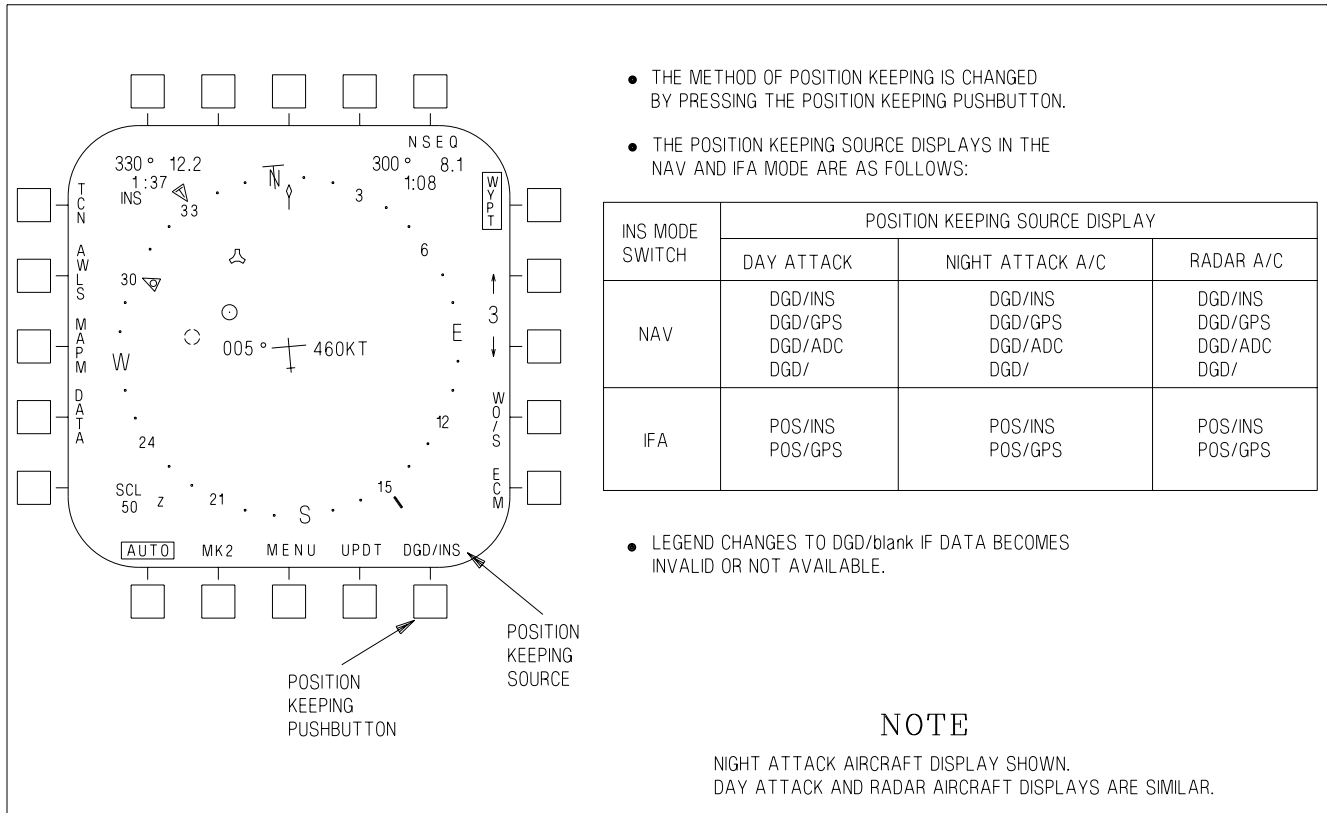 NSEQ
330° 12.2
1:37
INS
300° 8.1
1:08
N
3
6
E
12
15
S
21
24
W
30
33
005° 460KT
TCN
AWLS
MAPM
DATA
WYPT
3
WO/S
ECM
SCL
50
Z
AUTO MK2 MENU UPDT DGD/INS
POSITION
KEEPING
SOURCE
POSITION
KEEPING
PUSHBUTTON
• THE METHOD OF POSITION KEEPING IS CHANGED
BY PRESSING THE POSITION KEEPING PUSHBUTTON.
• THE POSITION KEEPING SOURCE DISPLAYS IN THE
NAV AND IFA MODE ARE AS FOLLOWS:
INS MODE
SWITCH
POSITION KEEPING SOURCE DISPLAY
DAY ATTACK NIGHT ATTACK A/C RADAR A/C
NAV
DGD/INS DGD/INS DGD/INS
DGD/GPS DGD/GPS DGD/GPS
DGD/ADC DGD/ADC DGD/ADC
DGD/ DGD/ DGD/
IFA
POS/INS POS/INS POS/INS
POS/GPS POS/GPS POS/GPS
• LEGEND CHANGES TO DGD/blank IF DATA BECOMES
INVALID OR NOT AVAILABLE.
NOTE
NIGHT ATTACK AIRCRAFT DISPLAY SHOWN.
DAY ATTACK AND RADAR AIRCRAFT DISPLAYS ARE SIMILAR.